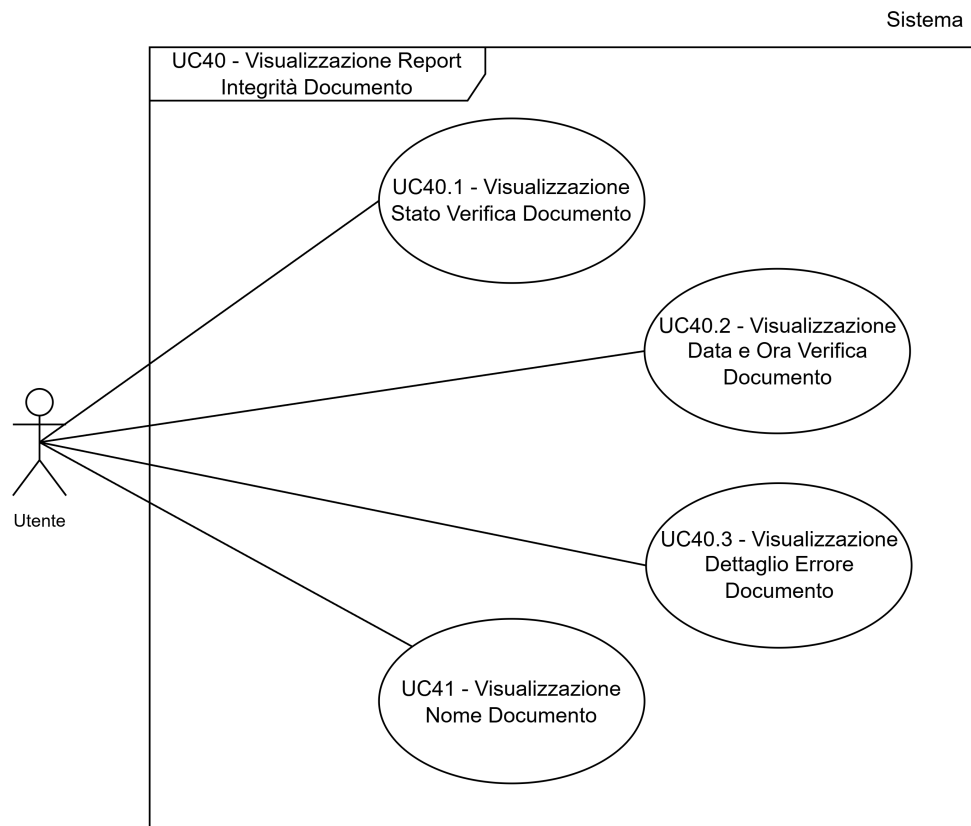 Sistema
UC40 - Visualizzazione Report
Integrità Documento
UC40.1 - Visualizzazione
Stato Verifica Documento
UC40.2 - Visualizzazione
Data e Ora Verifica
Documento
Utente
UC40.3 - Visualizzazione
Dettaglio Errore
Documento
UC41 - Visualizzazione
Nome Documento